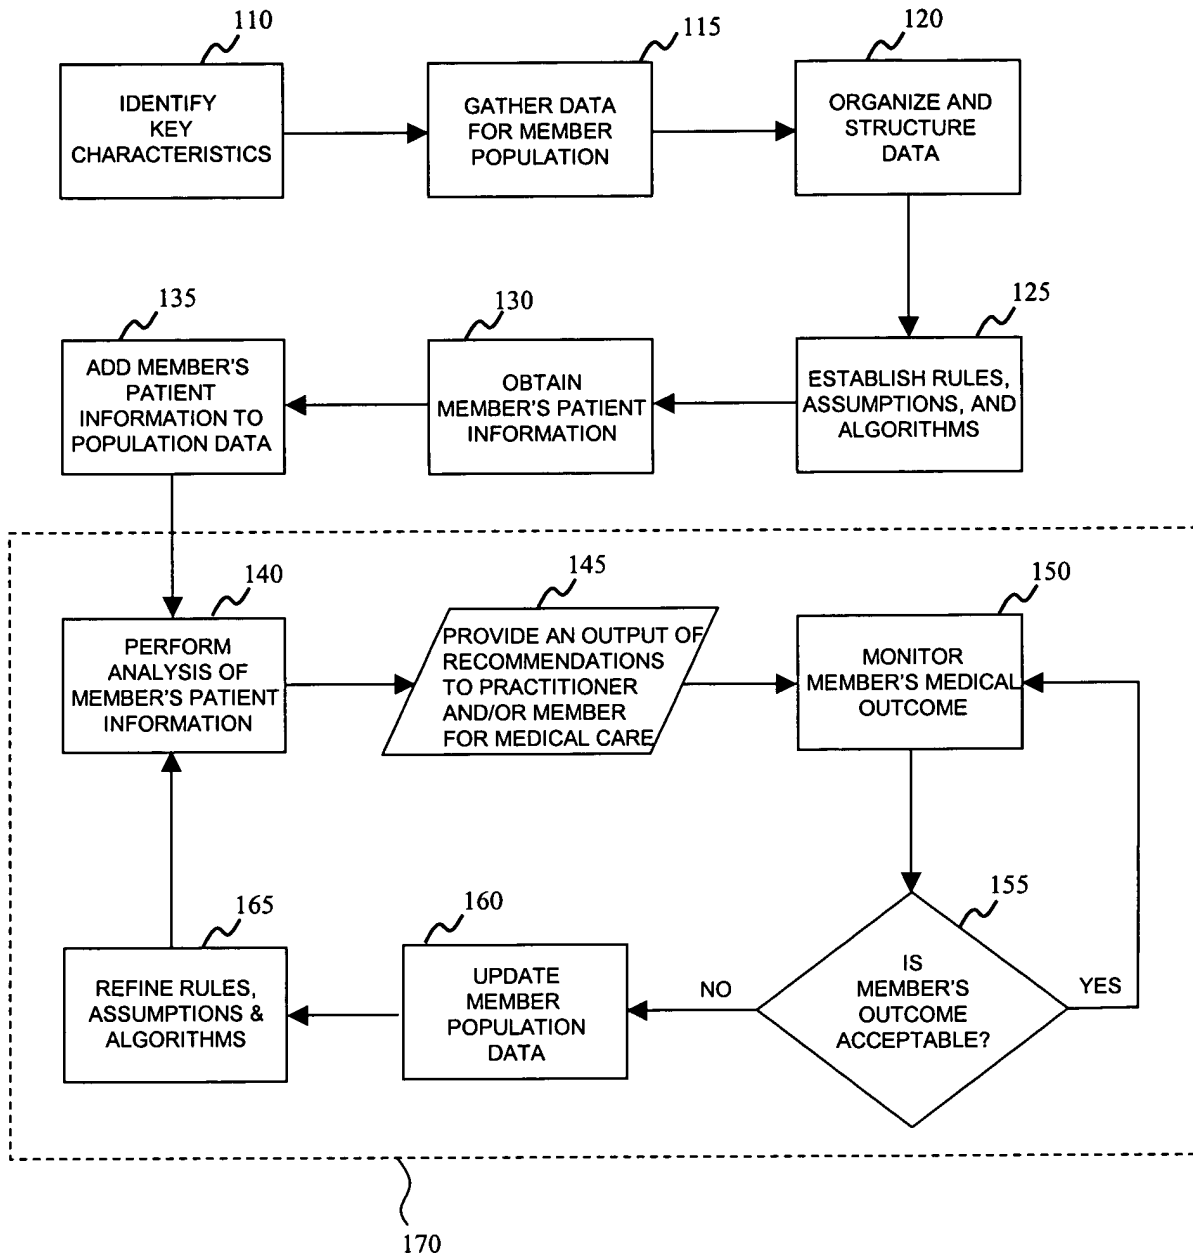 110
IDENTIFY
KEY
CHARACTERISTICS
115
GATHER DATA
FOR MEMBER
POPULATION
120
ORGANIZE AND
STRUCTURE
DATA
125
ESTABLISH RULES,
ASSUMPTIONS, AND
ALGORITHMS
130
OBTAIN
MEMBER'S PATIENT
INFORMATION
135
ADD MEMBER'S
PATIENT
INFORMATION TO
POPULATION DATA
140
PERFORM
ANALYSIS OF
MEMBER'S PATIENT
INFORMATION
145
PROVIDE AN OUTPUT OF
RECOMMENDATIONS
TO PRACTITIONER
AND/OR MEMBER
FOR MEDICAL CARE
150
MONITOR
MEMBER'S MEDICAL
OUTCOME
155
IS
MEMBER'S
OUTCOME
ACCEPTABLE?
YES
NO
160
UPDATE
MEMBER
POPULATION
DATA
165
REFINE RULES,
ASSUMPTIONS &
ALGORITHMS
170